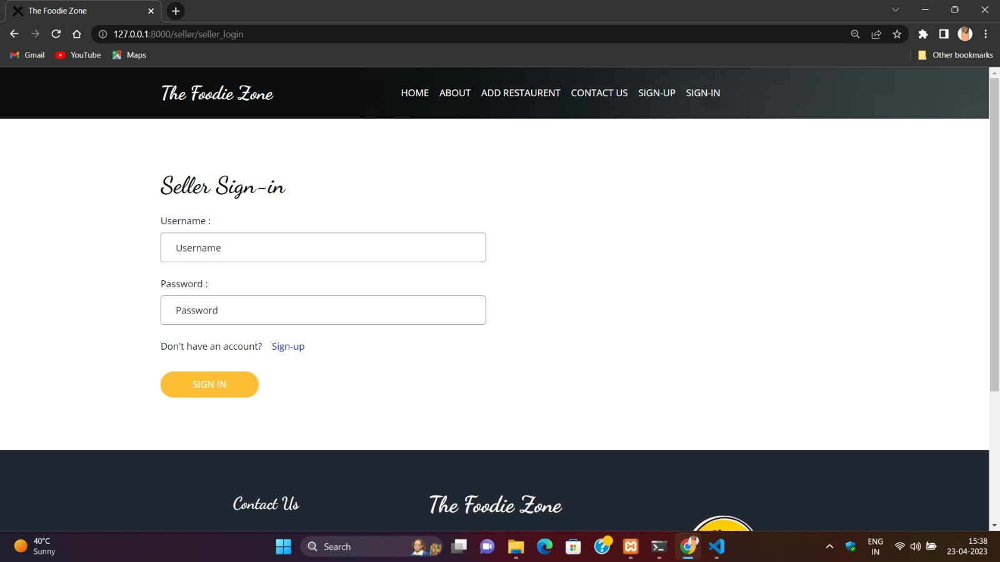 The Foodie Zone
127.0.0.1:8000/seller/seller_login
Gmail YouTube Maps Other bookmarks
The Foodie Zone HOME ABOUT ADD RESTAURENT CONTACT US SIGN-UP SIGN-IN
Seller Sign-in
Username :
Username
Password :
Password
Don't have an account? Sign-up
SIGN IN
Contact Us The Foodie Zone
40°C
Sunny
Search
ENG
IN
15:38
23-04-2023